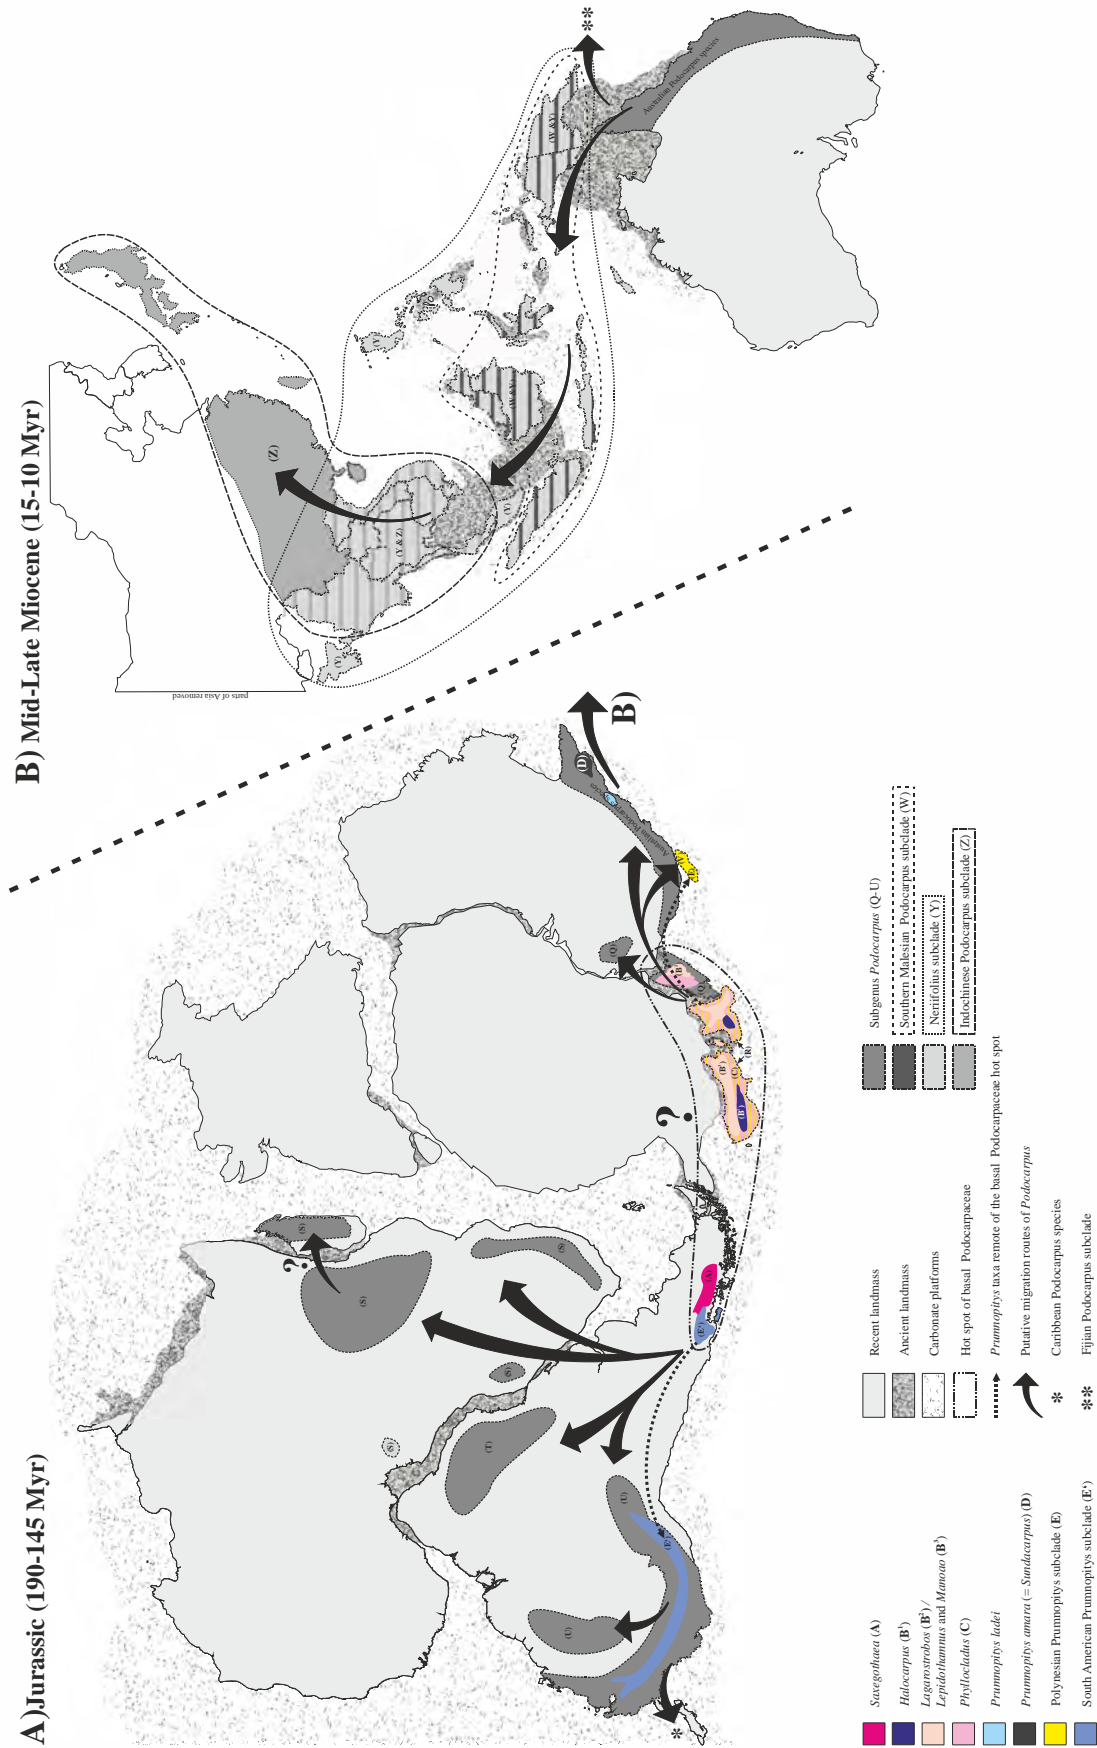 A)Jurassic (190-145 Myr)
B) Mid-Late Miocene (15-10 Myr)
parts of Asia removed
(Z)
(Y & Z)
(Y)
(Y)
(Y)
(W & Y)
Australian Podocarpus species
**
B)
(D)
Australian Podocarpus species
?
?
(S)
(S)
(S)
(S)
(S)
(T)
(U)
(U)
(A)
(R)
(C)
*
Saxegothaea (A)
Halocarpus (B¹)
Lagarostrobos (B²) /
Lepidothamnus and Manoao (B³)
Phyllocladus (C)
Prumnopitys ladei
Prumnopitys amara (= Sundacarpus) (D)
Polynesian Prumnopitys subclade (E)
South American Prumnopitys subclade (E')
Recent landmass
Ancient landmass
Carbonate platforms
Hot spot of basal Podocarpaceae
Prumnopitys taxa remote of the basal Podocarpaceae hot spot
Putative migration routes of Podocarpus
* Caribbean Podocarpus species
** Fijian Podocarpus subclade
Subgenus Podocarpus (Q-U)
Southern Malesian Podocarpus subclade (W)
Neriifolius subclade (Y)
Indochinese Podocarpus subclade (Z)